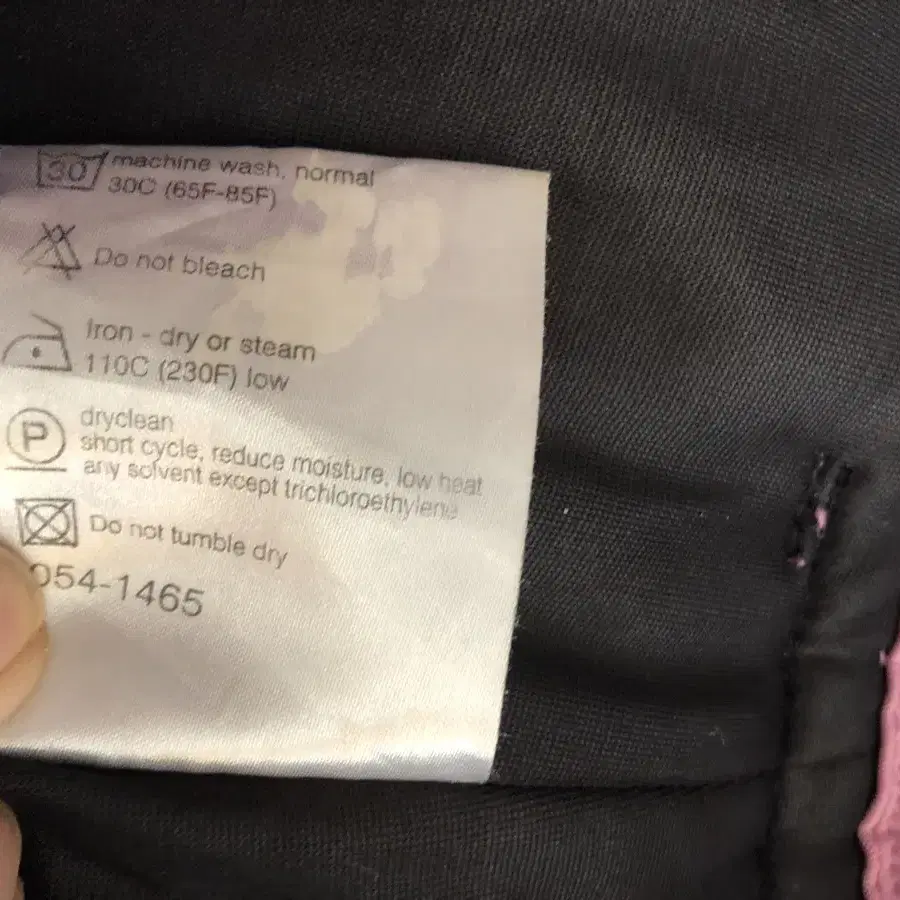 30 machine wash, normal
30C (65F-85F)
Do not bleach
Iron - dry or steam
110C (230F) low
P dryclean
short cycle, reduce moisture, low heat
any solvent except trichloroethylene
Do not tumble dry
054-1465